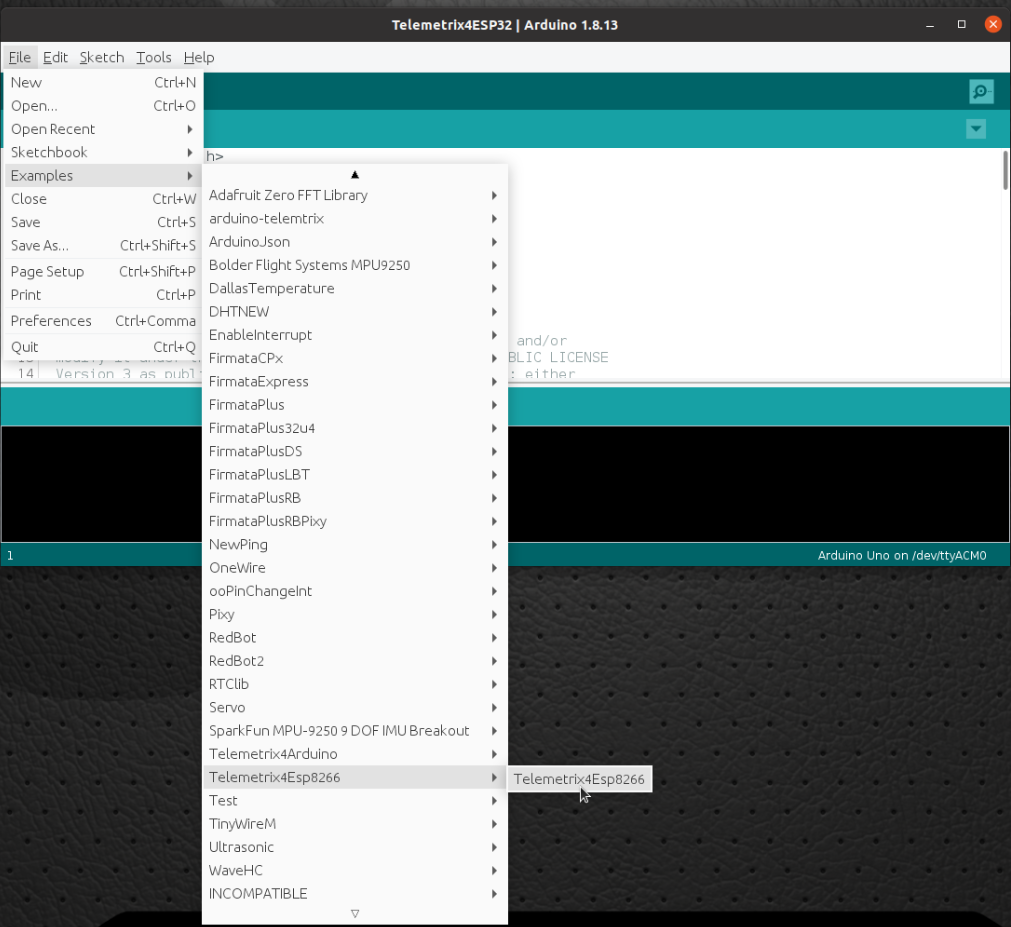 Telemetrix4ESP32 | Arduino 1.8.13
File Edit Sketch Tools Help
New Ctrl+N
Open... Ctrl+O
Open Recent
Sketchbook
Examples
Close Ctrl+W
Save Ctrl+S
Save As... Ctrl+Shift+S
Page Setup Ctrl+Shift+P
Print Ctrl+P
Preferences Ctrl+Comma
Quit Ctrl+Q
h>
and/or
BLIC LICENSE
14 Version 3 as publ
; either
Adafruit Zero FFT Library
arduino-telemtrix
ArduinoJson
Bolder Flight Systems MPU9250
DallasTemperature
DHTNEW
EnableInterrupt
FirmataCPx
FirmataExpress
FirmataPlus
FirmataPlus32u4
FirmataPlusDS
FirmataPlusLBT
FirmataPlusRB
FirmataPlusRBPixy
NewPing
OneWire
ooPinChangeInt
Pixy
RedBot
RedBot2
RTClib
Servo
SparkFun MPU-9250 9 DOF IMU Breakout
Telemetrix4Arduino
Telemetrix4Esp8266
Test
TinyWireM
Ultrasonic
WaveHC
INCOMPATIBLE
Telemetrix4Esp8266
1
Arduino Uno on /dev/ttyACM0